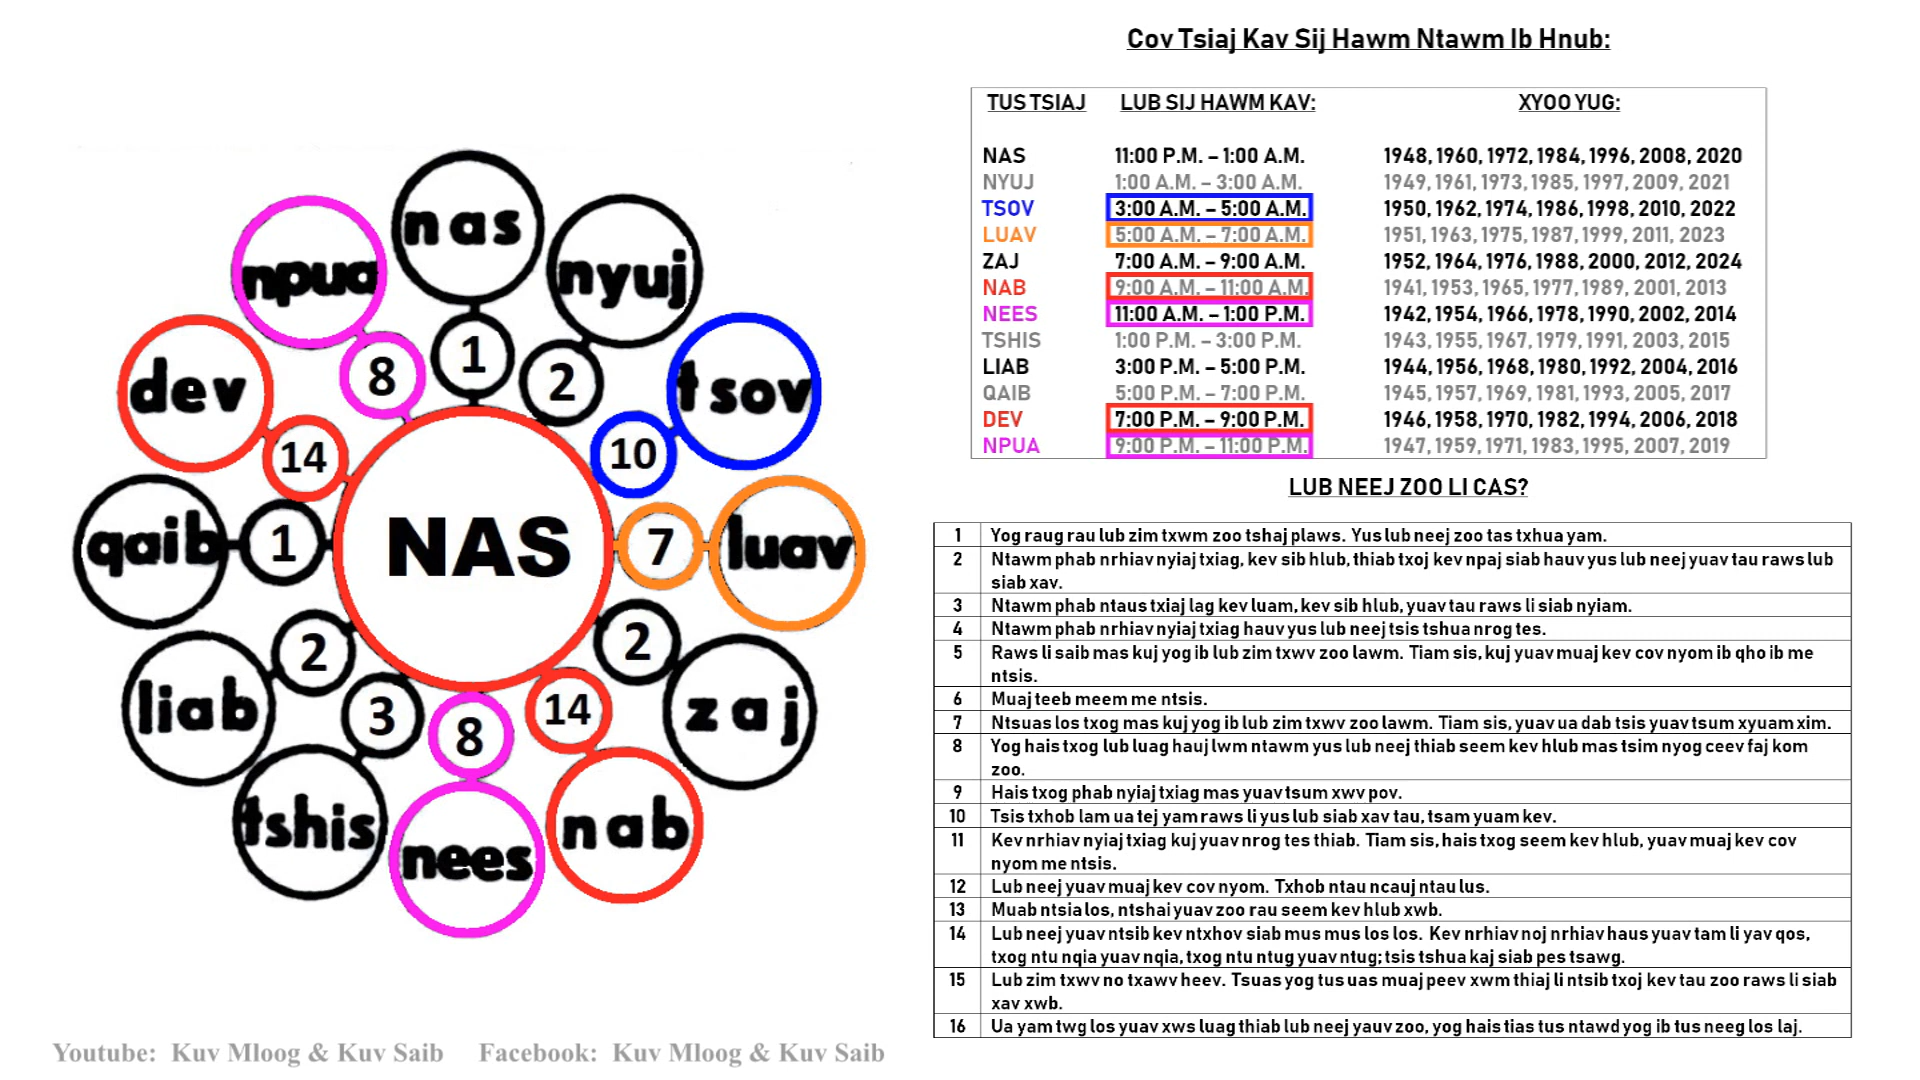 Cov Tsiaj Kav Sij Hawm Ntawm Ib Hnub:
TUS TSIAJ LUB SIJ HAWM KAV: XYOO YUG:
NAS 11:00 P.M. – 1:00 A.M. 1948, 1960, 1972, 1984, 1996, 2008, 2020
NYUJ 1:00 A.M. – 3:00 A.M. 1949, 1961, 1973, 1985, 1997, 2009, 2021
TSOV 3:00 A.M. – 5:00 A.M. 1950, 1962, 1974, 1986, 1998, 2010, 2022
LUAV 5:00 A.M. – 7:00 A.M. 1951, 1963, 1975, 1987, 1999, 2011, 2023
ZAJ 7:00 A.M. – 9:00 A.M. 1952, 1964, 1976, 1988, 2000, 2012, 2024
NAB 9:00 A.M. – 11:00 A.M. 1941, 1953, 1965, 1977, 1989, 2001, 2013
NEES 11:00 A.M. – 1:00 P.M. 1942, 1954, 1966, 1978, 1990, 2002, 2014
TSHIS 1:00 P.M. – 3:00 P.M. 1943, 1955, 1967, 1979, 1991, 2003, 2015
LIAB 3:00 P.M. – 5:00 P.M. 1944, 1956, 1968, 1980, 1992, 2004, 2016
QAIB 5:00 P.M. – 7:00 P.M. 1945, 1957, 1969, 1981, 1993, 2005, 2017
DEV 7:00 P.M. – 9:00 P.M. 1946, 1958, 1970, 1982, 1994, 2006, 2018
NPUA 9:00 P.M. – 11:00 P.M. 1947, 1959, 1971, 1983, 1995, 2007, 2019
LUB NEEJ ZOO LI CAS?
1 Yog raug rau lub zim txwm zoo tshaj plaws. Yus lub neej zoo tas txhua yam.
2 Ntawm phab nrhiav nyiaj txiag, kev sib hlub, thiab txoj kev npaj siab hauv yus lub neej yuav tau raws lub
siab xav.
3 Ntawm phab ntaus txiaj lag kev luam, kev sib hlub, yuav tau raws li siab nyiam.
4 Ntawm phab nrhiav nyiaj txiag hauv yus lub neej tsis tshua nrog tes.
5 Raws li saib mas kuj yog ib lub zim txwv zoo lawm. Tiam sis, kuj yuav muaj kev cov nyom ib qho ib me
ntsis.
6 Muaj teeb meem me ntsis.
7 Ntsuas los txog mas kuj yog ib lub zim txwv zoo lawm. Tiam sis, yuav ua dab tsis yuav tsum xyuam xim.
8 Yog hais txog lub luag hauj lwm ntawm yus lub neej thiab seem kev hlub mas tsim nyog ceev faj kom
zoo.
9 Hais txog phab nyiaj txiag mas yuav tsum xwv pov.
10 Tsis txhob lam ua tej yam raws li yus lub siab xav tau, tsam yuam kev.
11 Kev nrhiav nyiaj txiag kuj yuav nrog tes thiab. Tiam sis, hais txog seem kev hlub, yuav muaj kev cov
nyom me ntsis.
12 Lub neej yuav muaj kev cov nyom. Txhob ntau ncauj ntau lus.
13 Muab ntsia los, ntshai yuav zoo rau seem kev hlub xwb.
14 Lub neej yuav ntsib kev ntxhov siab mus mus los los. Kev nrhiav noj nrhiav haus yuav tam li yav qos,
txog ntu nqia yuav nqia, txog ntu ntug yuav ntug; tsis tshua kaj siab pes tsawg.
15 Lub zim txwv no txawv heev. Tsuas yog tus uas muaj peev xwm thiaj li ntsib txoj kev tau zoo raws li siab
xav xwb.
16 Ua yam twg los yuav xws luag thiab lub neej yauv zoo, yog hais tias tus ntawd yog ib tus neeg los laj.
NAS
nas 1
nyuj 2
tsov 10
luav 7
zaj 2
nab 14
nees 8
tshis 3
liab 2
qaib 1
dev 14
npua 8
Youtube: Kuv Mloog & Kuv Saib Facebook: Kuv Mloog & Kuv Saib